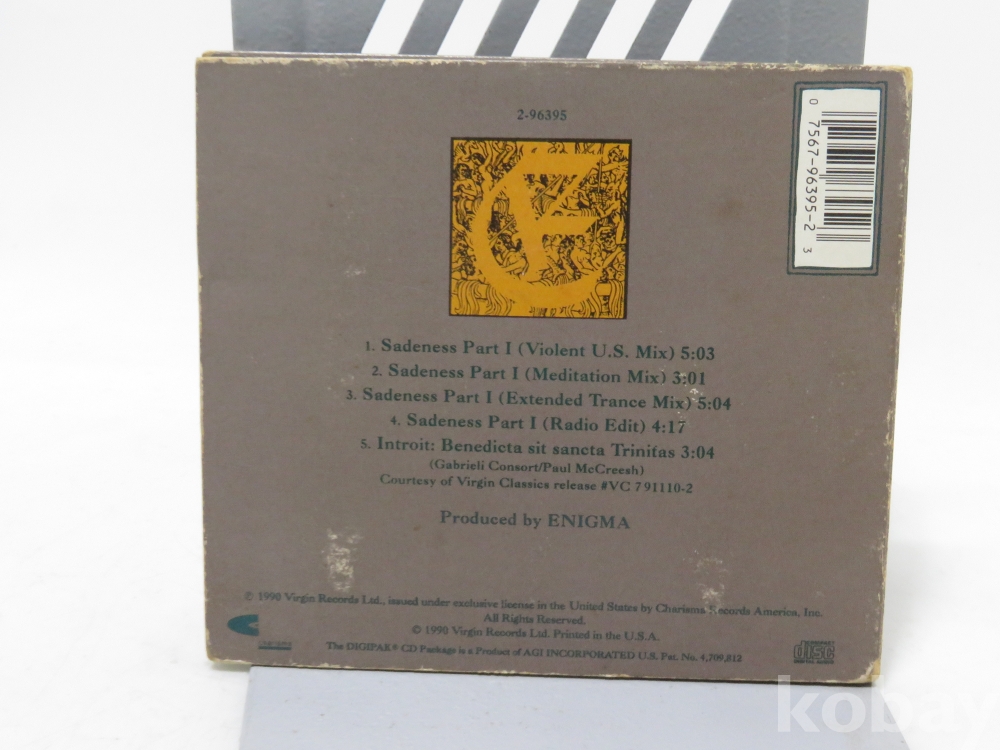 2-96395
0 7567-96395-2 3
1. Sadeness Part I (Violent U.S. Mix) 5:03
2. Sadeness Part I (Meditation Mix) 3:01
3. Sadeness Part I (Extended Trance Mix) 5:04
4. Sadeness Part I (Radio Edit) 4:17
5. Introit: Benedicta sit sancta Trinitas 3:04
(Gabrieli Consort/Paul McCreesh)
Courtesy of Virgin Classics release #VC 7 91110-2
Produced by ENIGMA
℗ 1990 Virgin Records Ltd., issued under exclusive license in the United States by Charisma Records America, Inc.
All Rights Reserved.
© 1990 Virgin Records Ltd. Printed in the U.S.A.
The DIGIPAK® CD Package is a Product of AGI INCORPORATED U.S. Pat. No. 4,709,812
COMPACT
disc
DIGITAL AUDIO
kobay